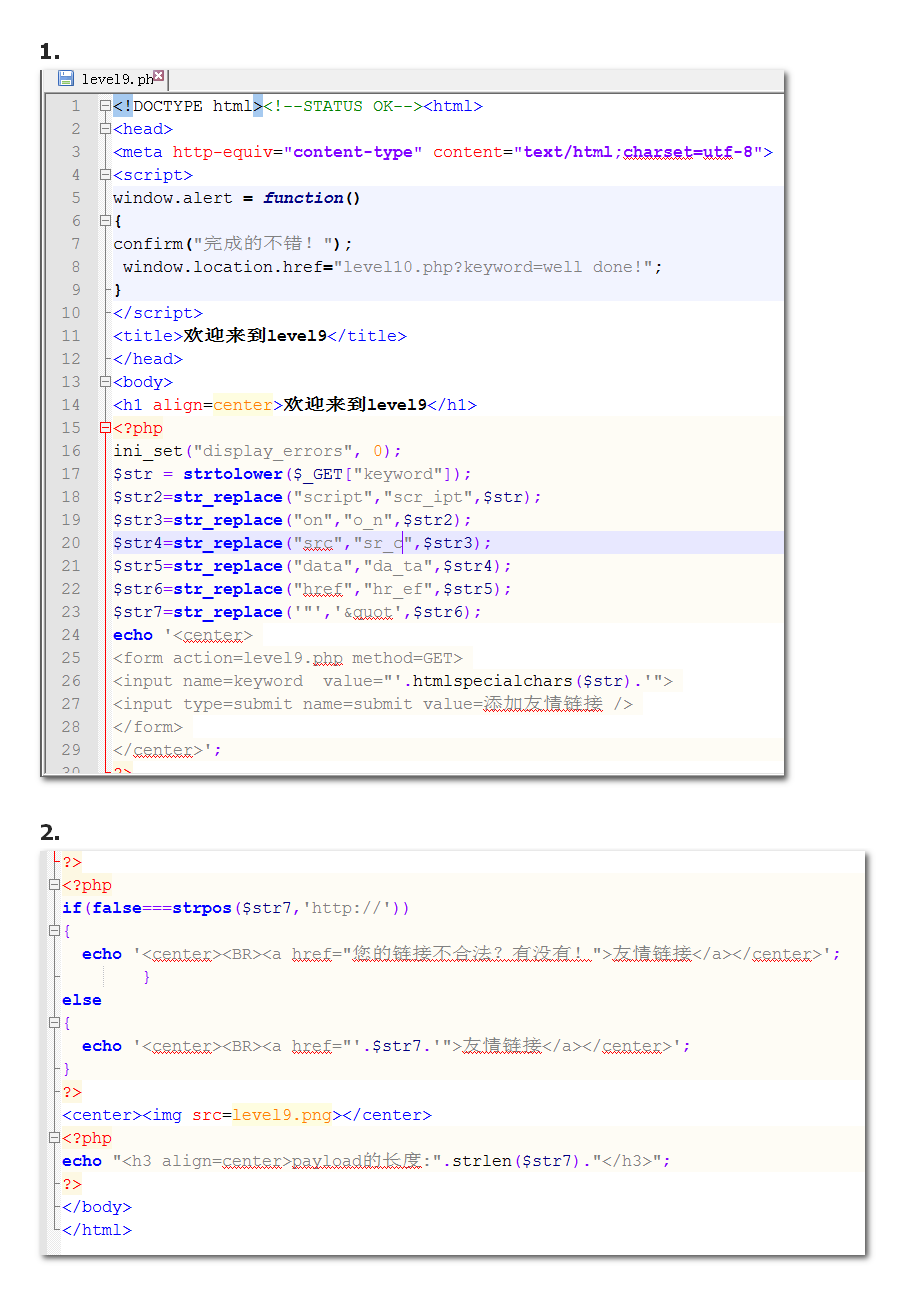 1.
level9.ph
1 <!DOCTYPE html><!--STATUS OK--><html>
2 <head>
3 <meta http-equiv="content-type" content="text/html;charset=utf-8">
4 <script>
5 window.alert = function()
6 {
7 confirm("完成的不错！");
8 window.location.href="level10.php?keyword=well done!";
9 }
10 </script>
11 <title>欢迎来到level9</title>
12 </head>
13 <body>
14 <h1 align=center>欢迎来到level9</h1>
15 <?php
16 ini_set("display_errors", 0);
17 $str = strtolower($_GET["keyword"]);
18 $str2=str_replace("script","scr_ipt",$str);
19 $str3=str_replace("on","o_n",$str2);
20 $str4=str_replace("src","sr_c",$str3);
21 $str5=str_replace("data","da_ta",$str4);
22 $str6=str_replace("href","hr_ef",$str5);
23 $str7=str_replace('"','&quot',$str6);
24 echo '<center>
25 <form action=level9.php method=GET>
26 <input name=keyword  value="'.htmlspecialchars($str).'">
27 <input type=submit name=submit value=添加友情链接 />
28 </form>
29 </center>';
30 ?>
2.
?>
<?php
if(false===strpos($str7,'http://'))
{
echo '<center><BR><a href="您的链接不合法？有没有！">友情链接</a></center>';
}
else
{
echo '<center><BR><a href="'.$str7.'">友情链接</a></center>';
}
?>
<center><img src=level9.png></center>
<?php
echo "<h3 align=center>payload的长度:".strlen($str7)."</h3>";
?>
</body>
</html>